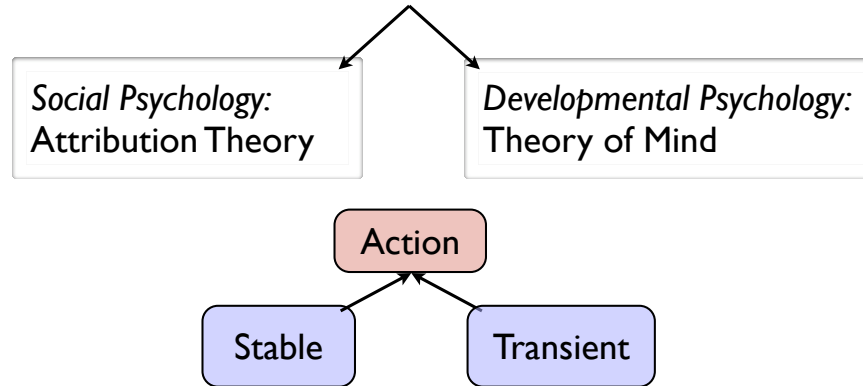 Social Psychology:
Attribution Theory
Developmental Psychology:
Theory of Mind
Action
Stable
Transient